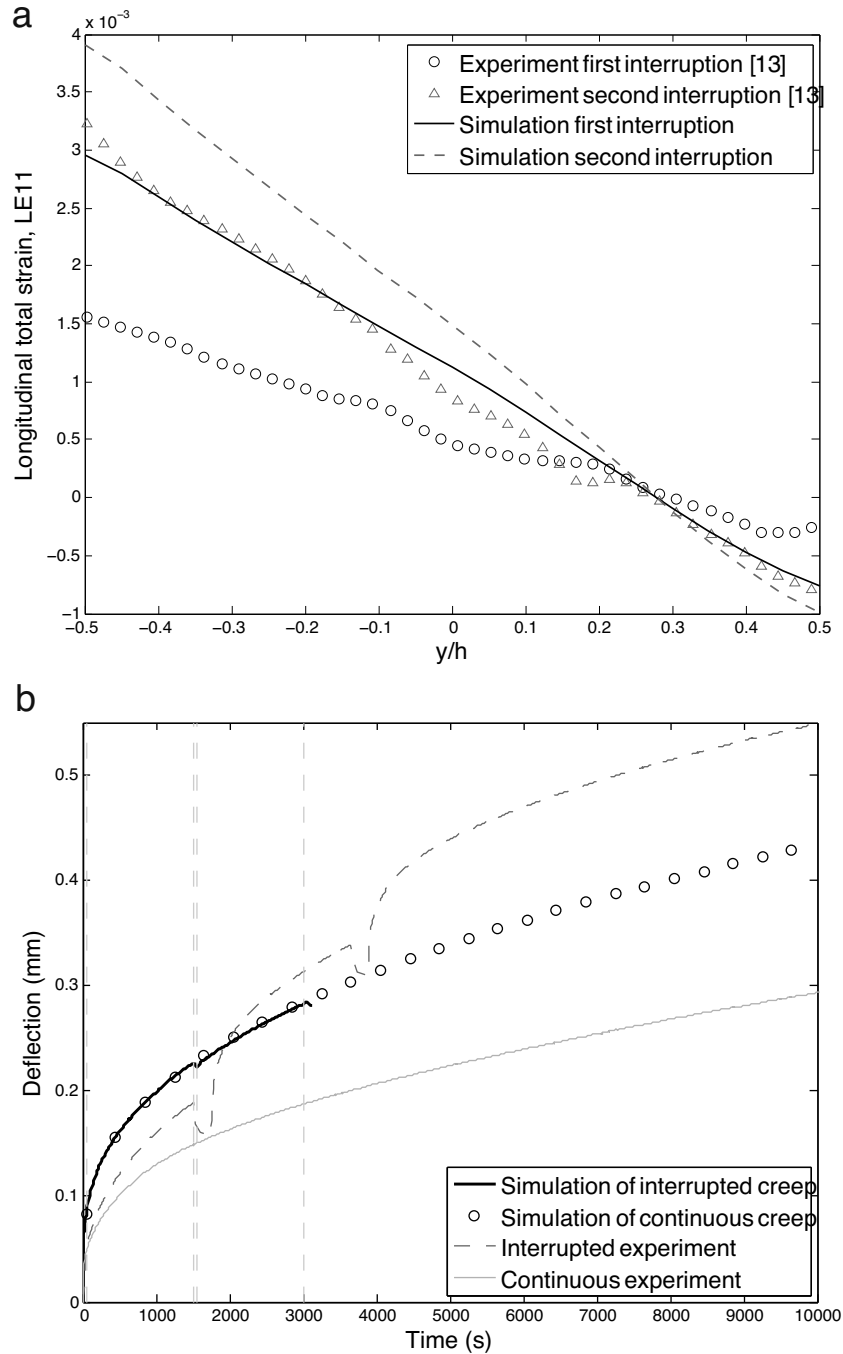 a
x 10⁻³
4
3.5
3
2.5
2
1.5
1
0.5
0
−0.5
−1
Longitudinal total strain, LE11
Experiment first interruption [13]
Experiment second interruption [13]
Simulation first interruption
Simulation second interruption
−0.5 −0.4 −0.3 −0.2 −0.1 0 0.1 0.2 0.3 0.4 0.5
y/h
b
0.5
0.4
0.3
0.2
0.1
0
Deflection (mm)
Simulation of interrupted creep
Simulation of continuous creep
Interrupted experiment
Continuous experiment
0 1000 2000 3000 4000 5000 6000 7000 8000 9000 10000
Time (s)